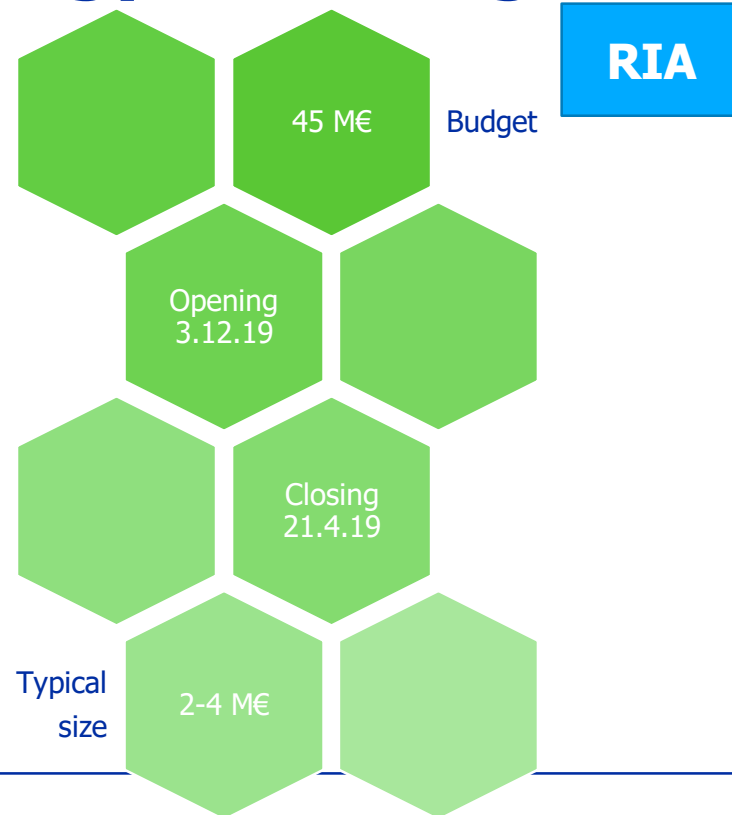 RIA
45 M€
Budget
Opening
3.12.19
Closing
21.4.19
Typical
size
2-4 M€